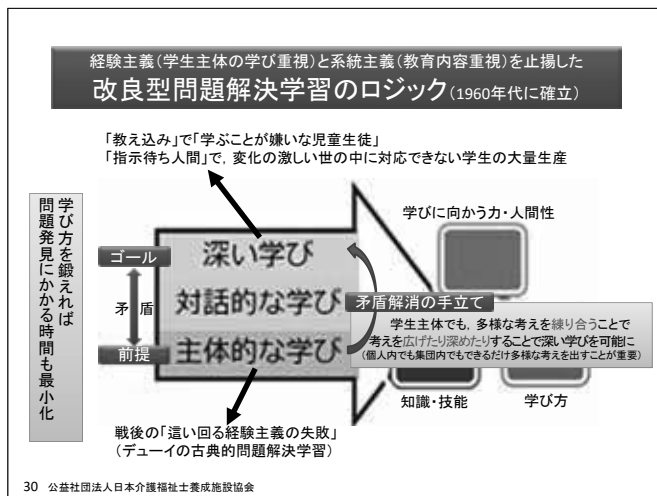 経験主義(学生主体の学び重視)と系統主義(教育内容重視)を止揚した
改良型問題解決学習のロジック(1960年代に確立)
「教え込み」で「学ぶことが嫌いな児童生徒」
「指示待ち人間」で，変化の激しい世の中に対応できない学生の大量生産
学び方を鍛えれば
問題発見にかかる時間も最小化
ゴール
矛盾
前提
深い学び
対話的な学び
主体的な学び
学びに向かう力・人間性
矛盾解消の手立て
学生主体でも，多様な考えを練り合うことで
考えを広げたり深めたりすることで深い学びを可能に
(個人内でも集団内でもできるだけ多様な考えを出すことが重要)
知識・技能
学び方
戦後の「這い回る経験主義の失敗」
(デューイの古典的問題解決学習)
30 公益社団法人日本介護福祉士養成施設協会